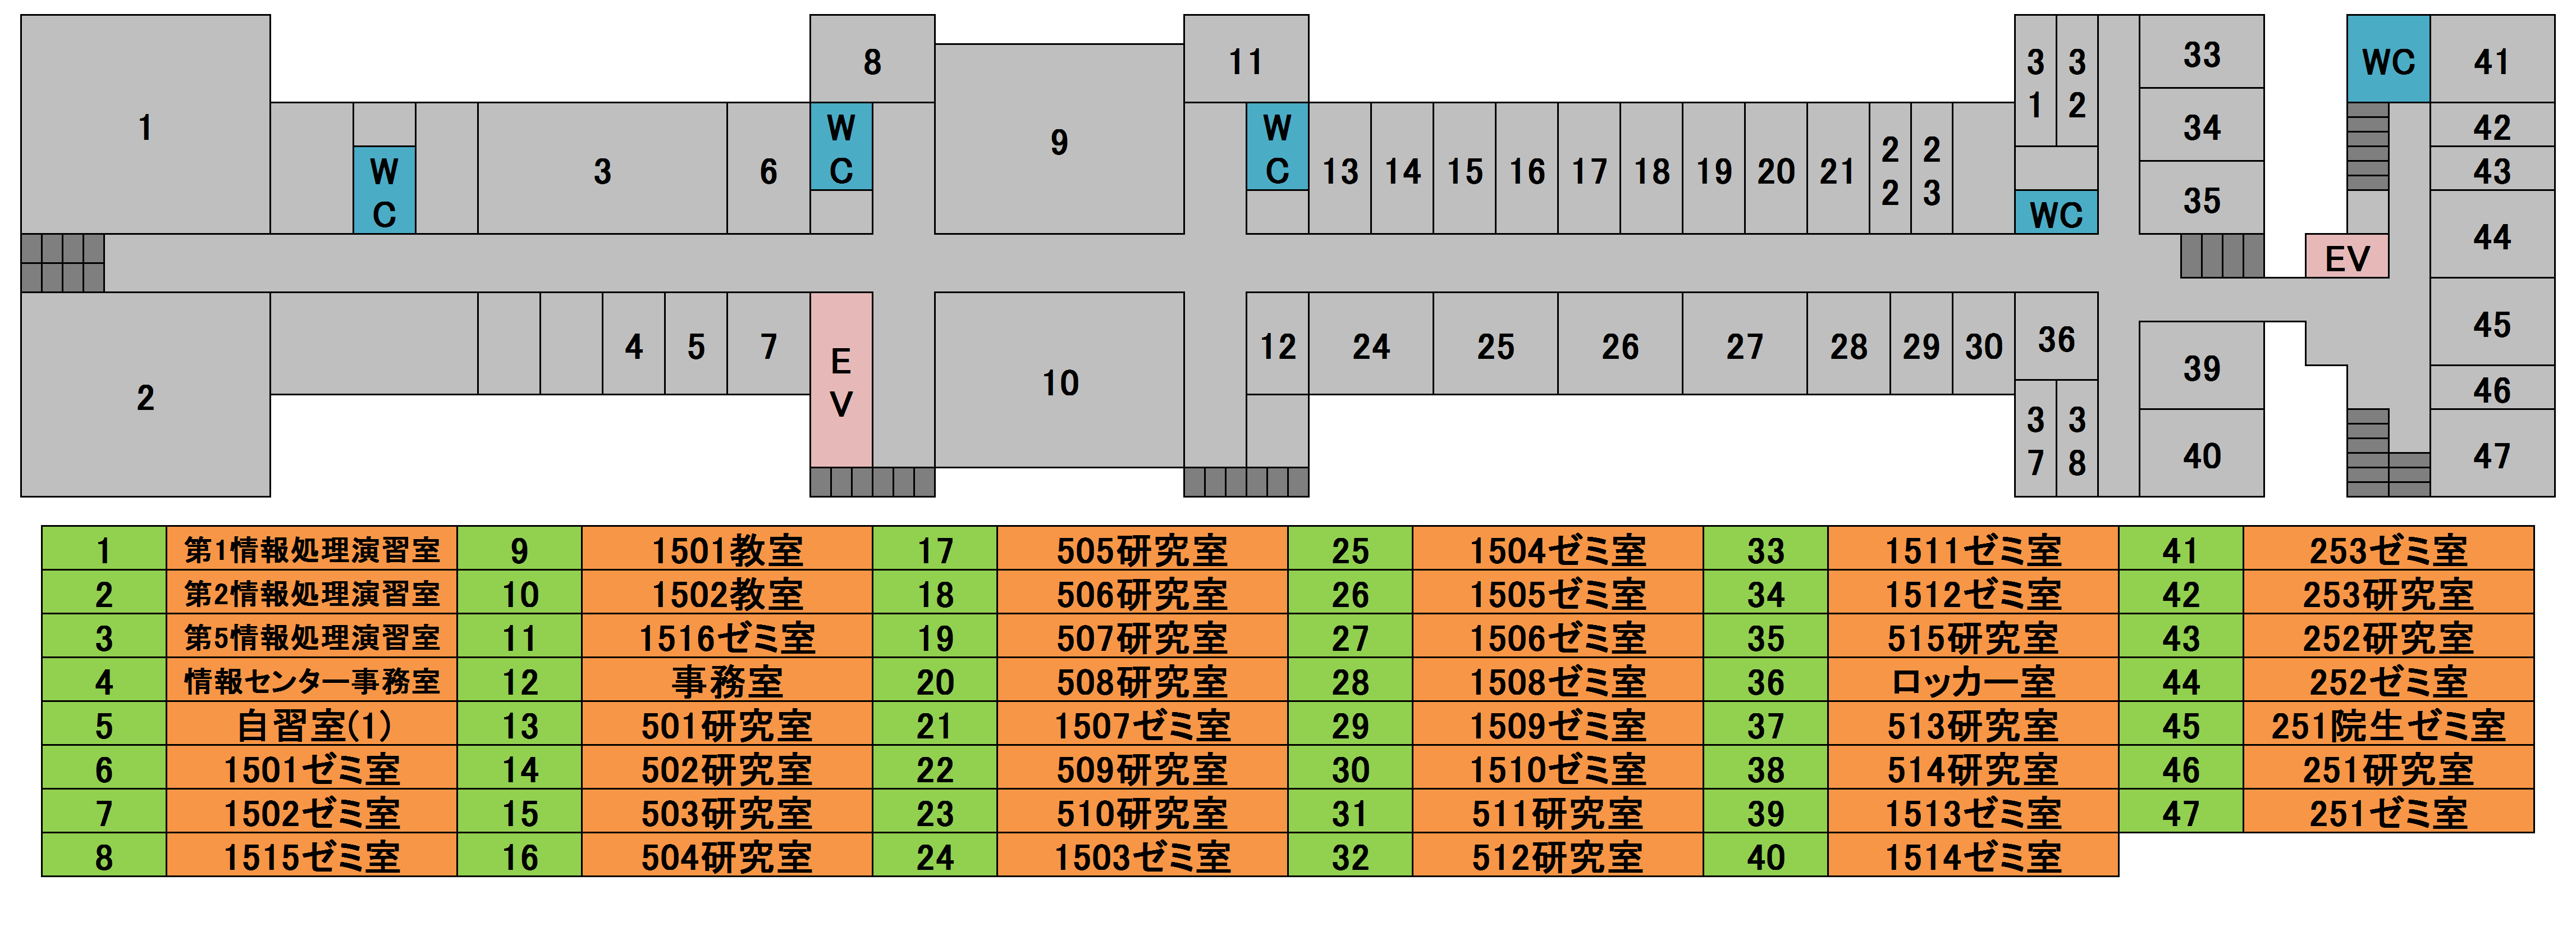 1
2
WC
3
6
4
5
7
8
WC
EV
9
10
11
WC
12
13 14 15 16 17 18 19 20 21 22 23
24 25 26 27 28 29 30
31 32
WC
33
34
35
36
37 38
39
40
WC
EV
41
42
43
44
45
46
47
1 第1情報処理演習室 9 1501教室 17 505研究室 25 1504ゼミ室 33 1511ゼミ室 41 253ゼミ室
2 第2情報処理演習室 10 1502教室 18 506研究室 26 1505ゼミ室 34 1512ゼミ室 42 253研究室
3 第5情報処理演習室 11 1516ゼミ室 19 507研究室 27 1506ゼミ室 35 515研究室 43 252研究室
4 情報センター事務室 12 事務室 20 508研究室 28 1508ゼミ室 36 ロッカー室 44 252ゼミ室
5 自習室(1) 13 501研究室 21 1507ゼミ室 29 1509ゼミ室 37 513研究室 45 251院生ゼミ室
6 1501ゼミ室 14 502研究室 22 509研究室 30 1510ゼミ室 38 514研究室 46 251研究室
7 1502ゼミ室 15 503研究室 23 510研究室 31 511研究室 39 1513ゼミ室 47 251ゼミ室
8 1515ゼミ室 16 504研究室 24 1503ゼミ室 32 512研究室 40 1514ゼミ室